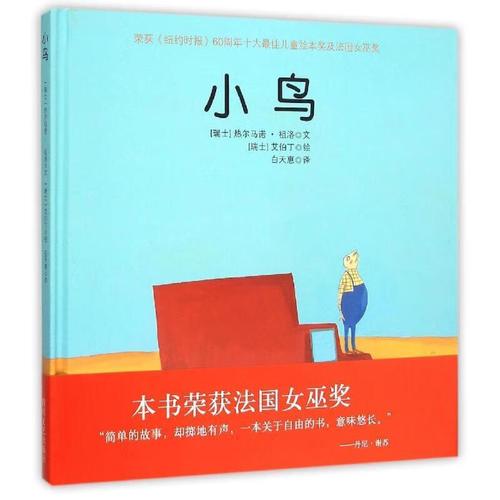 荣获《纽约时报》60周年十大最佳儿童绘本奖及法国女巫奖
小鸟
[瑞士] 热尔马诺·祖洛◎文
[瑞士] 艾伯丁◎绘
白天惠◎译
本书荣获法国女巫奖
“简单的故事，却掷地有声，一本关于自由的书，意味悠长。”
——丹尼·谢苏
小鸟